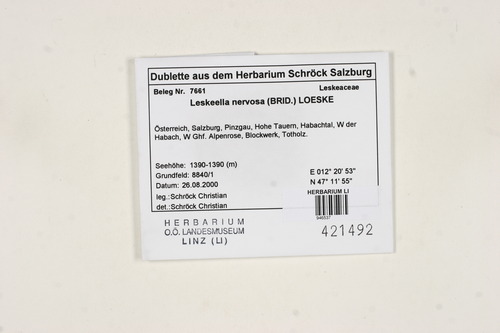 Dublette aus dem Herbarium Schröck Salzburg
Beleg Nr. 7661 Leskeaceae
Leskeella nervosa (BRID.) LOESKE
Österreich, Salzburg, Pinzgau, Hohe Tauern, Habachtal, W der
Habach, W Ghf. Alpenrose, Blockwerk, Totholz.
Seehöhe: 1390-1390 (m)
Grundfeld: 8840/1
Datum: 26.08.2000
leg.:Schröck Christian
det.:Schröck Christian
E 012° 20' 53"
N 47° 11' 55"
HERBARIUM LI
946537
HERBARIUM
O.Ö. LANDESMUSEUM
LINZ (LI)
421492